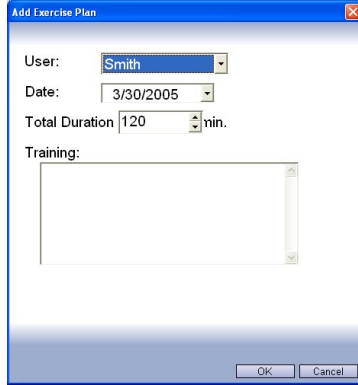 Add Exercise Plan
User: Smith
Date: 3/30/2005
Total Duration 120 min.
Training:
OK Cancel